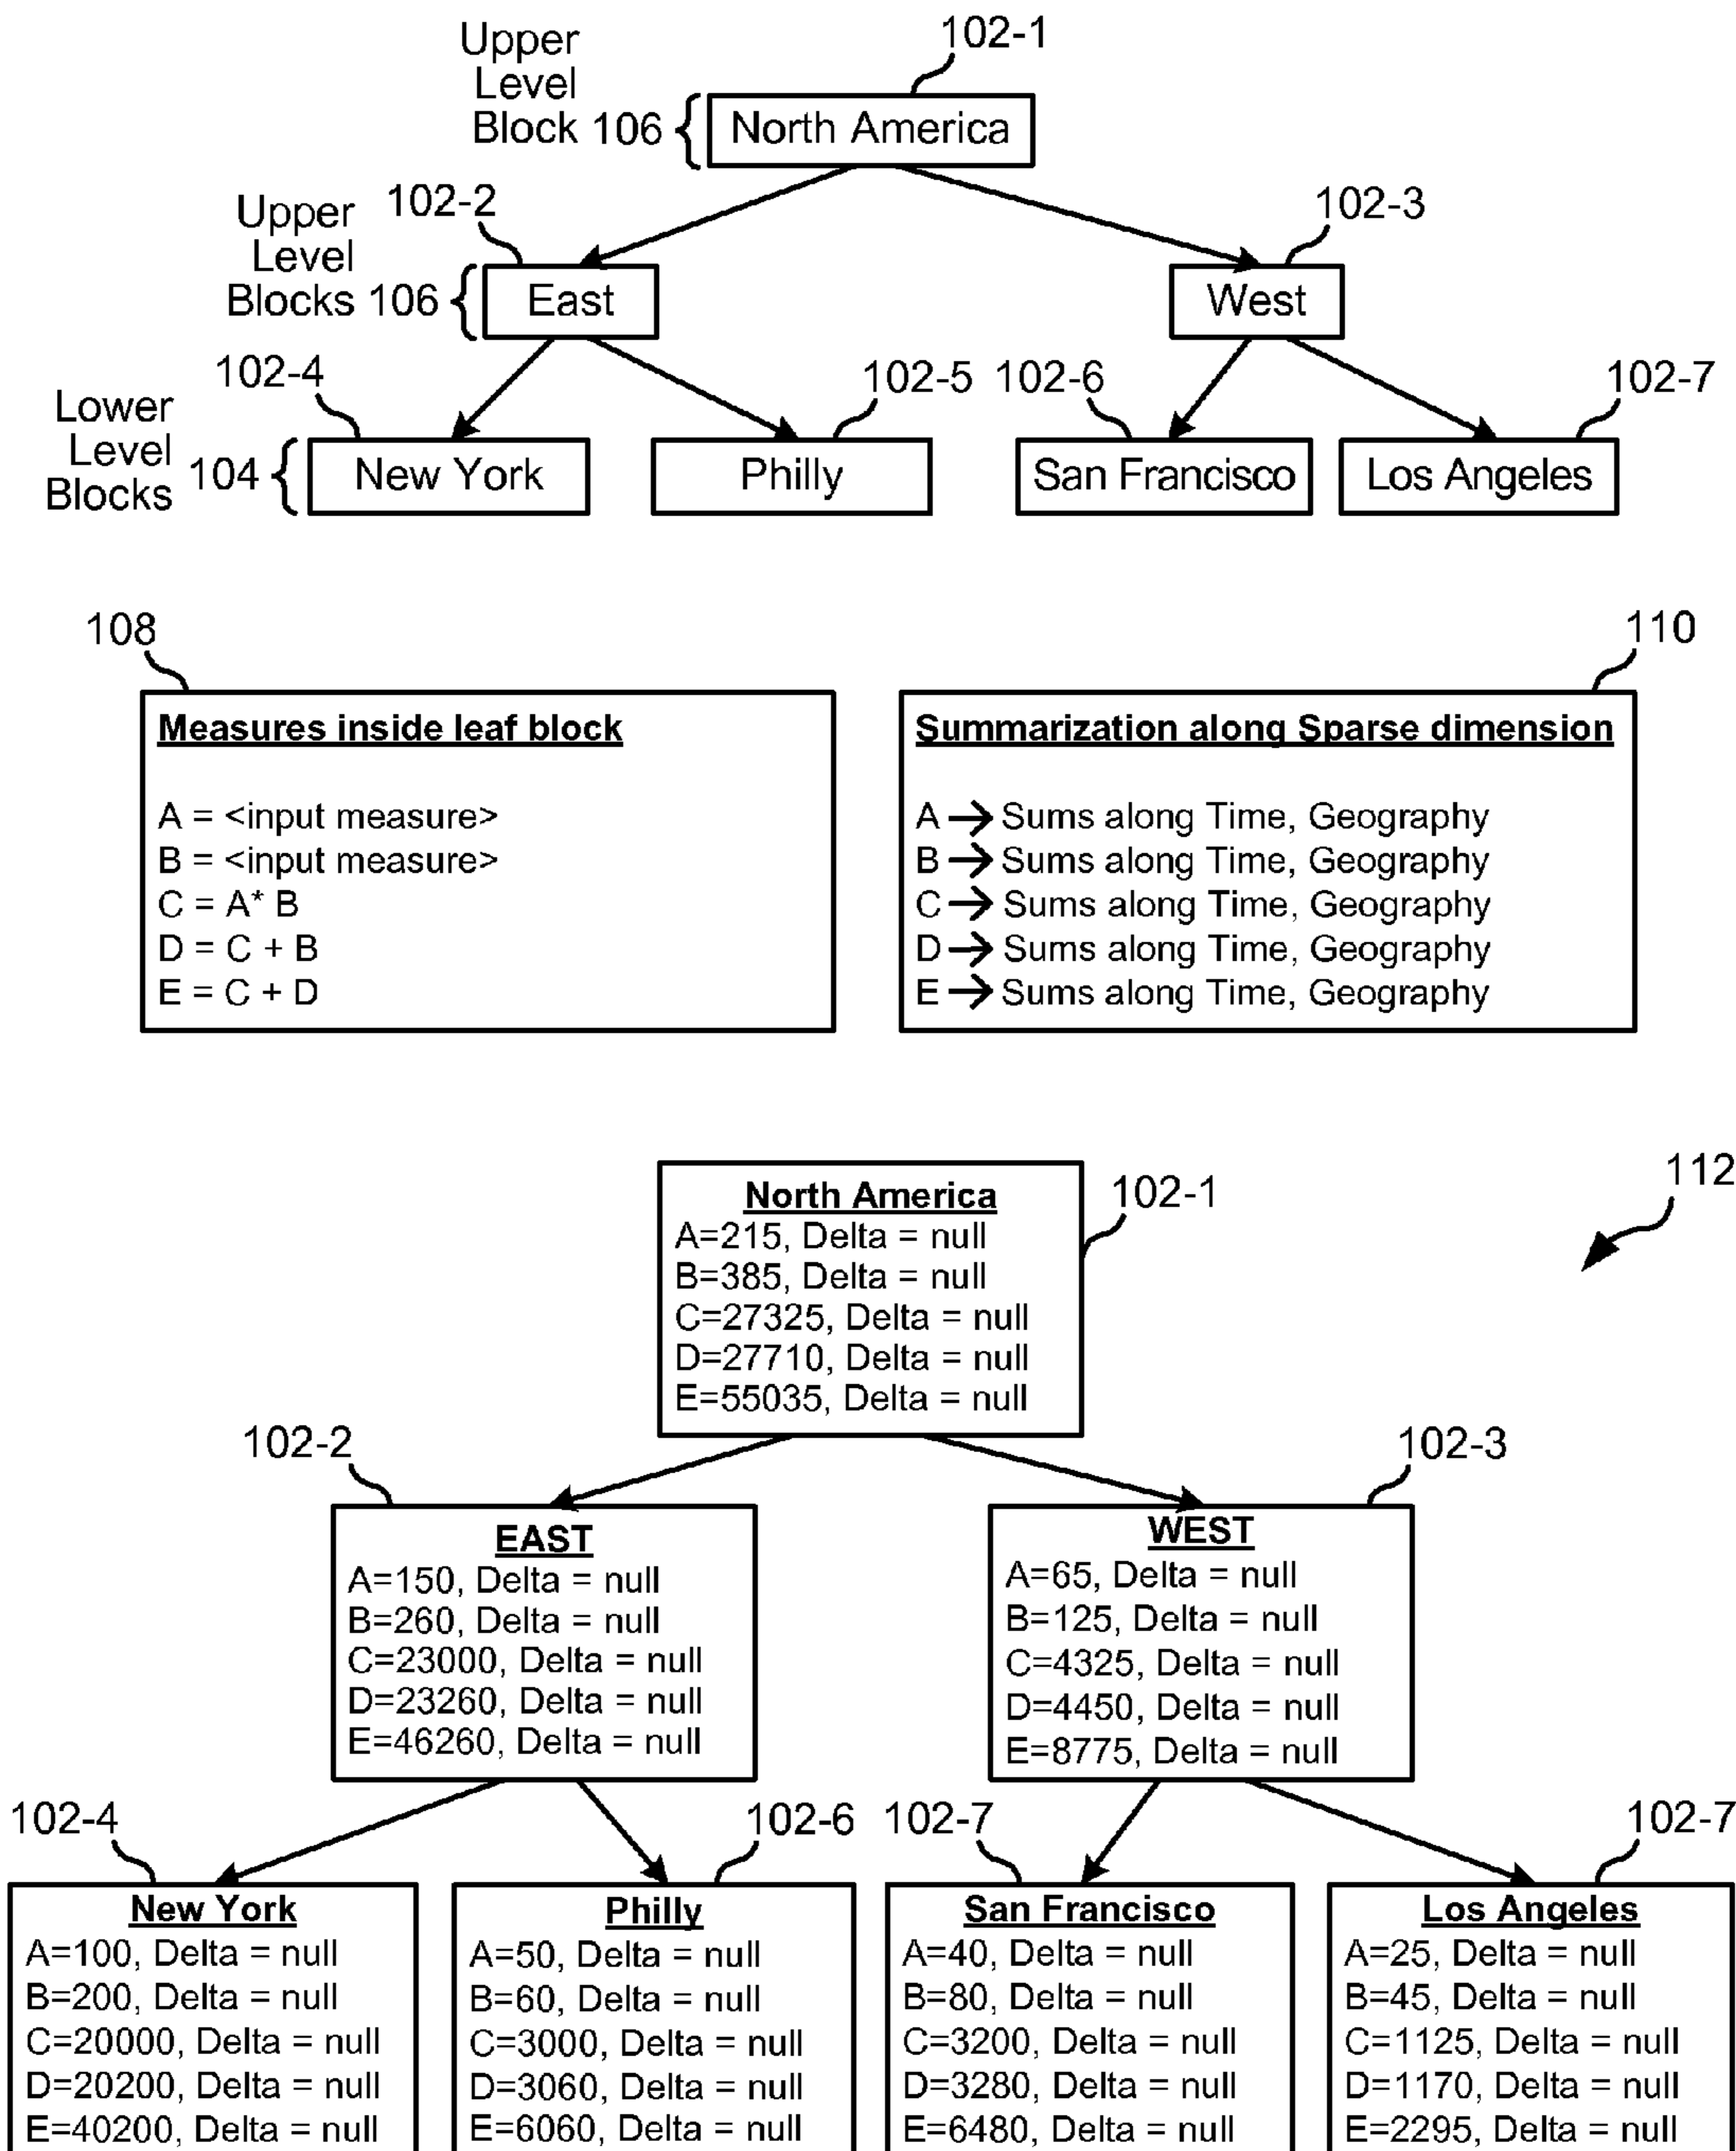 Upper
Level
Block 106
102-1
North America
Upper
Level
Blocks 106
102-2
102-3
East
West
Lower
Level
Blocks
104
102-4
102-5
102-6
102-7
New York
Philly
San Francisco
Los Angeles
108
Measures inside leaf block
A = <input measure>
B = <input measure>
C = A* B
D = C + B
E = C + D
110
Summarization along Sparse dimension
A → Sums along Time, Geography
B → Sums along Time, Geography
C → Sums along Time, Geography
D → Sums along Time, Geography
E → Sums along Time, Geography
112
102-1
North America
A=215, Delta = null
B=385, Delta = null
C=27325, Delta = null
D=27710, Delta = null
E=55035, Delta = null
102-2
EAST
A=150, Delta = null
B=260, Delta = null
C=23000, Delta = null
D=23260, Delta = null
E=46260, Delta = null
102-3
WEST
A=65, Delta = null
B=125, Delta = null
C=4325, Delta = null
D=4450, Delta = null
E=8775, Delta = null
102-4
New York
A=100, Delta = null
B=200, Delta = null
C=20000, Delta = null
D=20200, Delta = null
E=40200, Delta = null
102-6
Philly
A=50, Delta = null
B=60, Delta = null
C=3000, Delta = null
D=3060, Delta = null
E=6060, Delta = null
102-7
San Francisco
A=40, Delta = null
B=80, Delta = null
C=3200, Delta = null
D=3280, Delta = null
E=6480, Delta = null
102-7
Los Angeles
A=25, Delta = null
B=45, Delta = null
C=1125, Delta = null
D=1170, Delta = null
E=2295, Delta = null